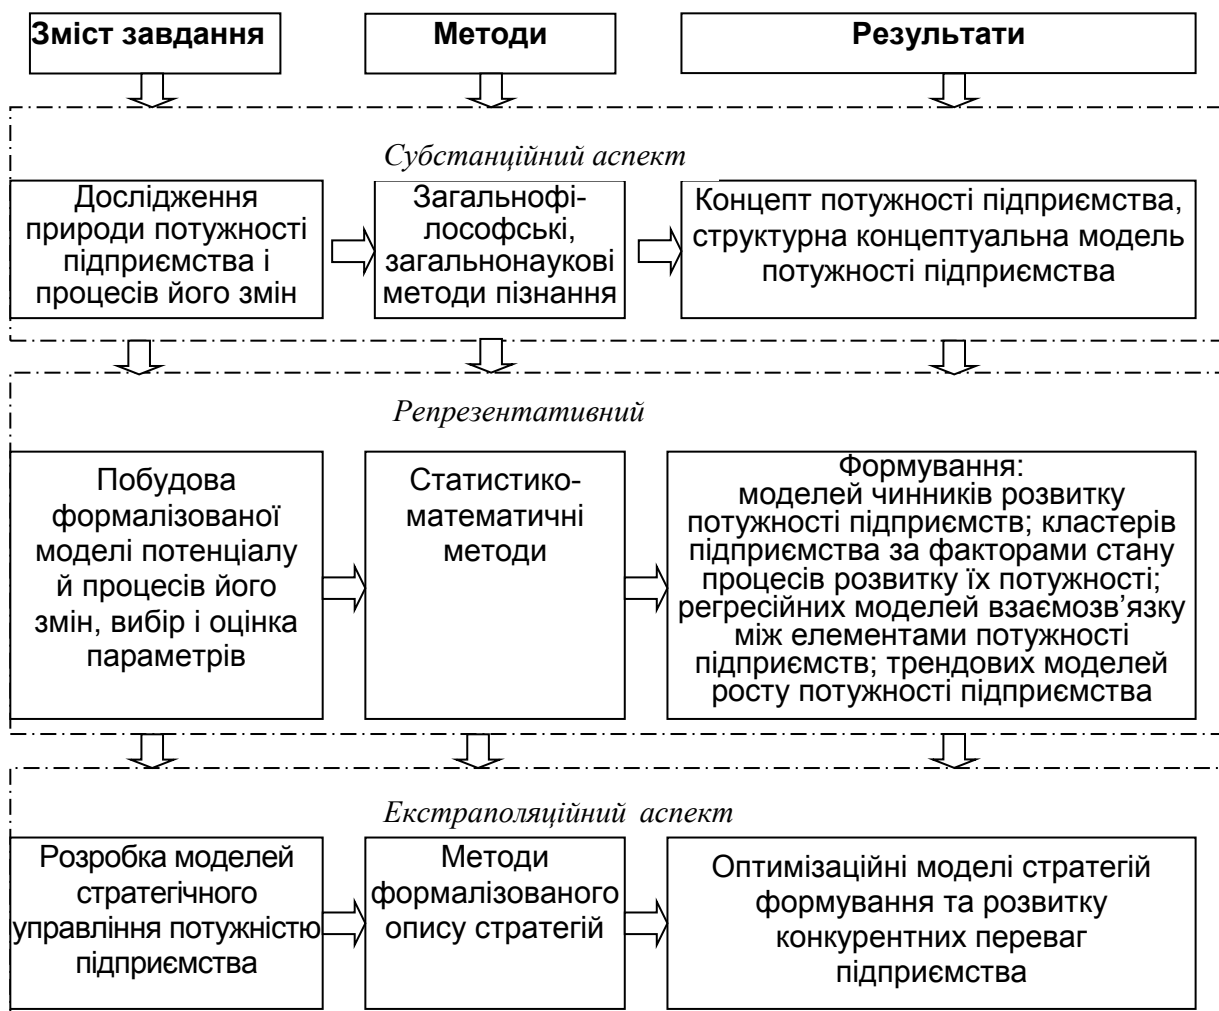 Зміст завдання
Методи
Результати
Субстанційний аспект
Дослідження
природи потужності
підприємства і
процесів його змін
Загальнофі-
лософські,
загальнонаукові
методи пізнання
Концепт потужності підприємства,
структурна концептуальна модель
потужності підприємства
Репрезентативний
Побудова
формалізованої
моделі потенціалу
й процесів його
змін, вибір і оцінка
параметрів
Статистико-
математичні
методи
Формування:
моделей чинників розвитку
потужності підприємств; кластерів
підприємства за факторами стану
процесів розвитку їх потужності;
регресійних моделей взаємозв’язку
між елементами потужності
підприємств; трендових моделей
росту потужності підприємства
Екстраполяційний аспект
Розробка моделей
стратегічного
управління потужністю
підприємства
Методи
формалізованого
опису стратегій
Оптимізаційні моделі стратегій
формування та розвитку
конкурентних переваг
підприємства